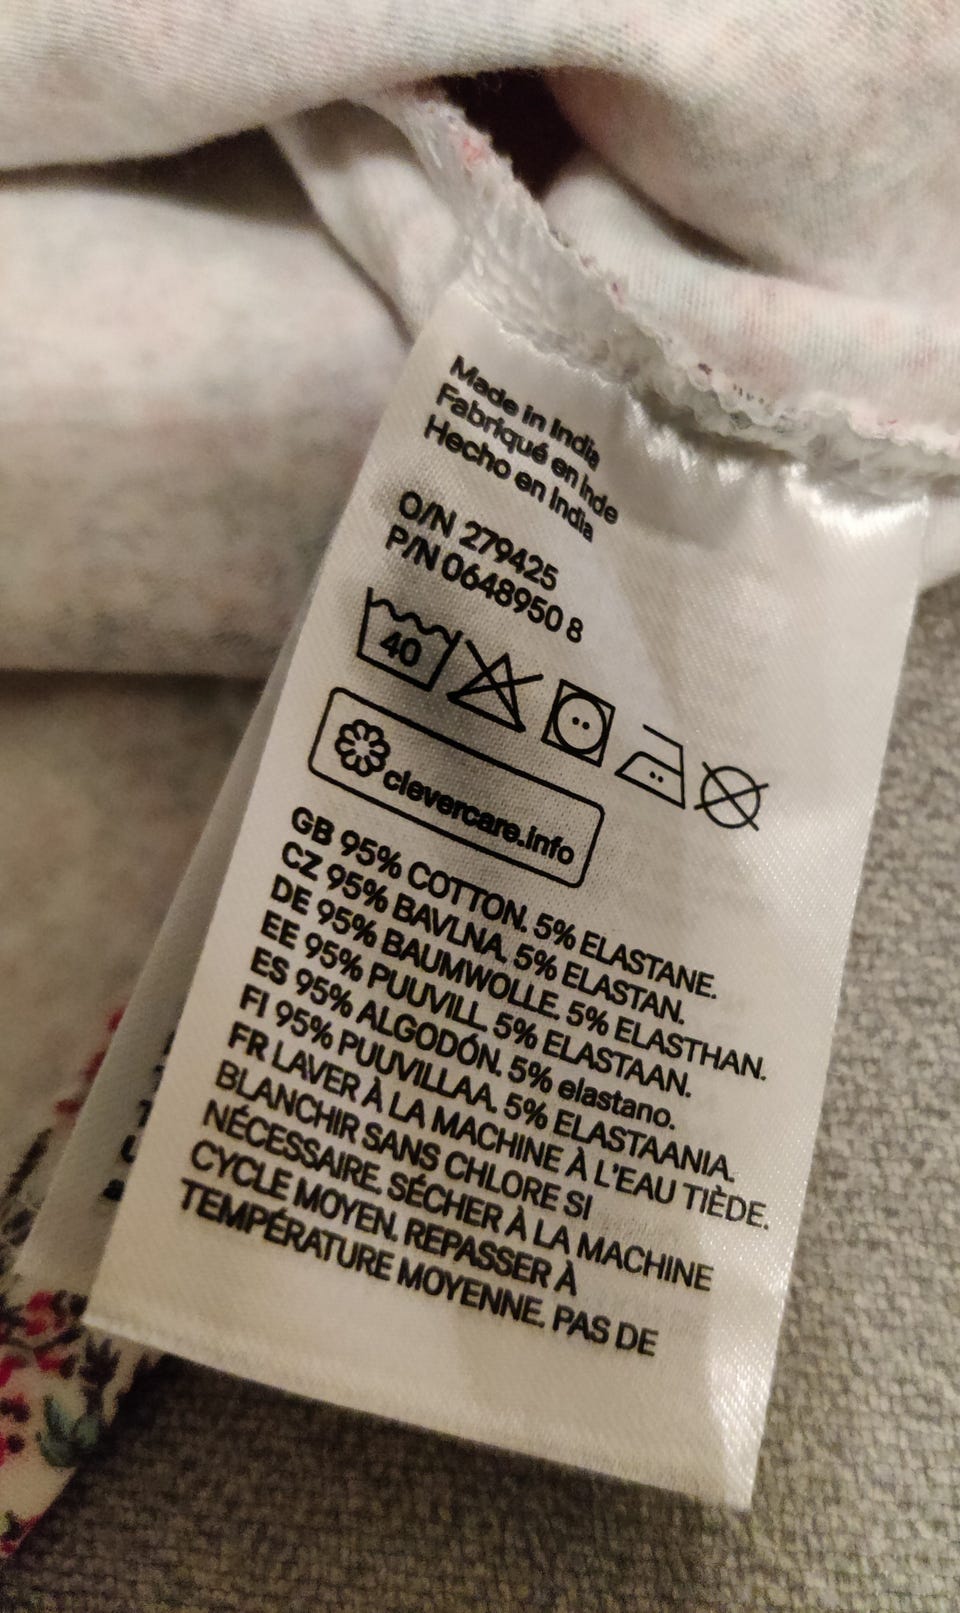 Made in India
Fabriqué en Inde
Hecho en India
O/N 279425
P/N 0648950 8
40
clevercare.info
GB 95% COTTON. 5% ELASTANE.
CZ 95% BAVLNA. 5% ELASTAN.
DE 95% BAUMWOLLE. 5% ELASTHAN.
EE 95% PUUVILL. 5% ELASTAAN.
ES 95% ALGODÓN. 5% elastano.
FI 95% PUUVILLAA. 5% ELASTAANIA.
FR LAVER À LA MACHINE À L'EAU TIÈDE.
BLANCHIR SANS CHLORE SI
NÉCESSAIRE. SÉCHER À LA MACHINE
CYCLE MOYEN. REPASSER À
TEMPÉRATURE MOYENNE. PAS DE